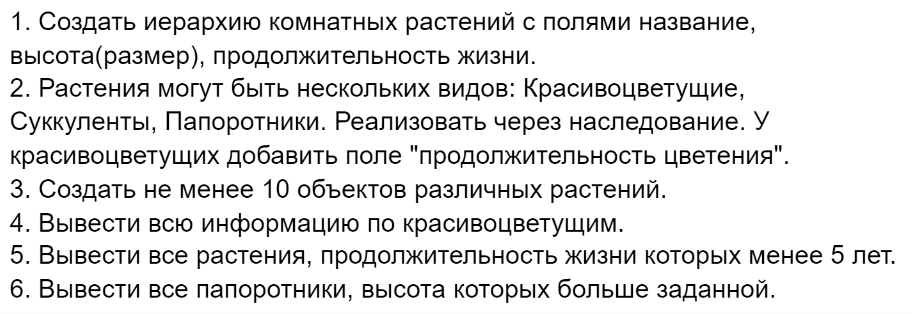 1. Создать иерархию комнатных растений с полями название,
высота(размер), продолжительность жизни.
2. Растения могут быть нескольких видов: Красивоцветущие,
Суккуленты, Папоротники. Реализовать через наследование. У
красивоцветущих добавить поле "продолжительность цветения".
3. Создать не менее 10 объектов различных растений.
4. Вывести всю информацию по красивоцветущим.
5. Вывести все растения, продолжительность жизни которых менее 5 лет.
6. Вывести все папоротники, высота которых больше заданной.